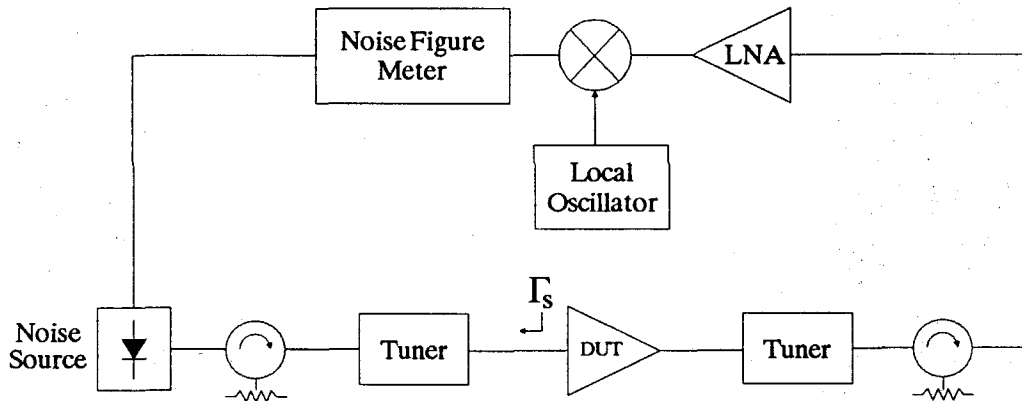 Noise Figure
Meter
LNA
Local
Oscillator
Γs
Noise
Source
Tuner
DUT
Tuner